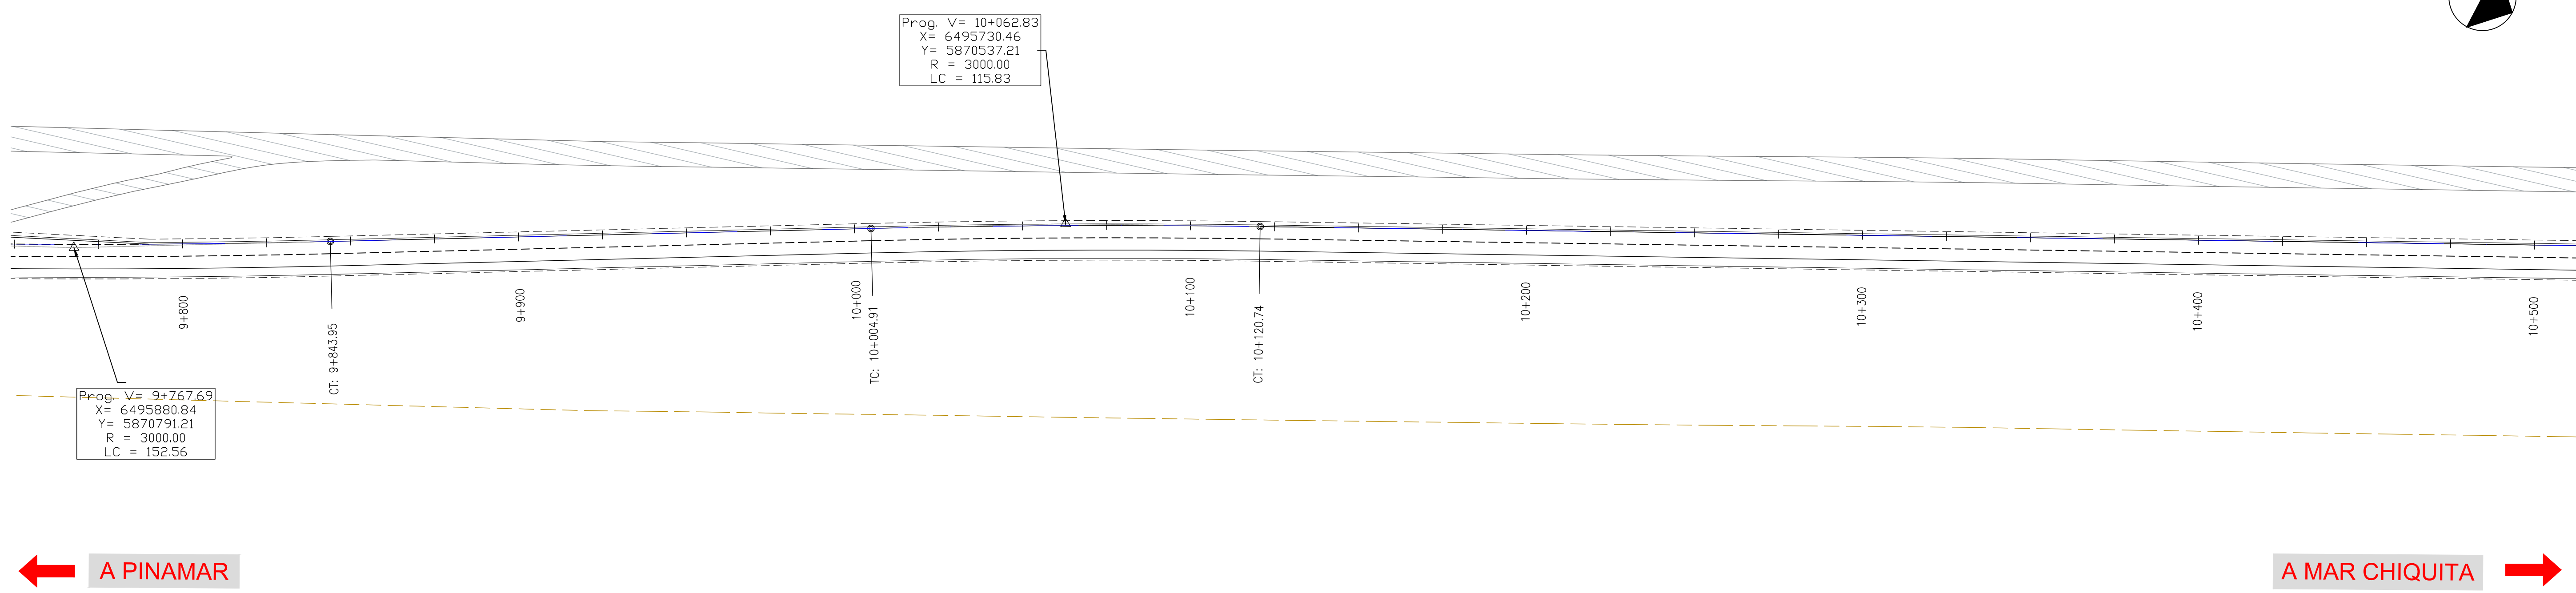 Prog. V= 10+062.83
X= 6495730.46
Y= 5870537.21
R = 3000.00
LC = 115.83
9+800
CT: 9+843.95
9+900
10+000
TC: 10+004.91
10+100
CT: 10+120.74
10+200
10+300
10+400
10+500
Prog. V= 9+767.69
X= 6495880.84
Y= 5870791.21
R = 3000.00
LC = 152.56
A PINAMAR
A MAR CHIQUITA